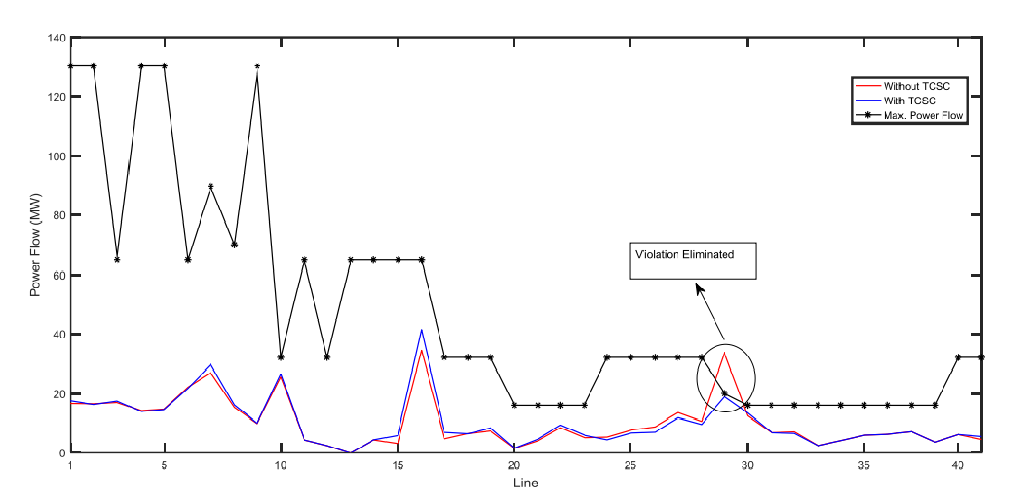 140
120
100
80
60
40
20
0
Power Flow (MW)
Without TCSC
With TCSC
Max. Power Flow
Violation Eliminated
1 5 10 15 20 25 30 35 40
Line